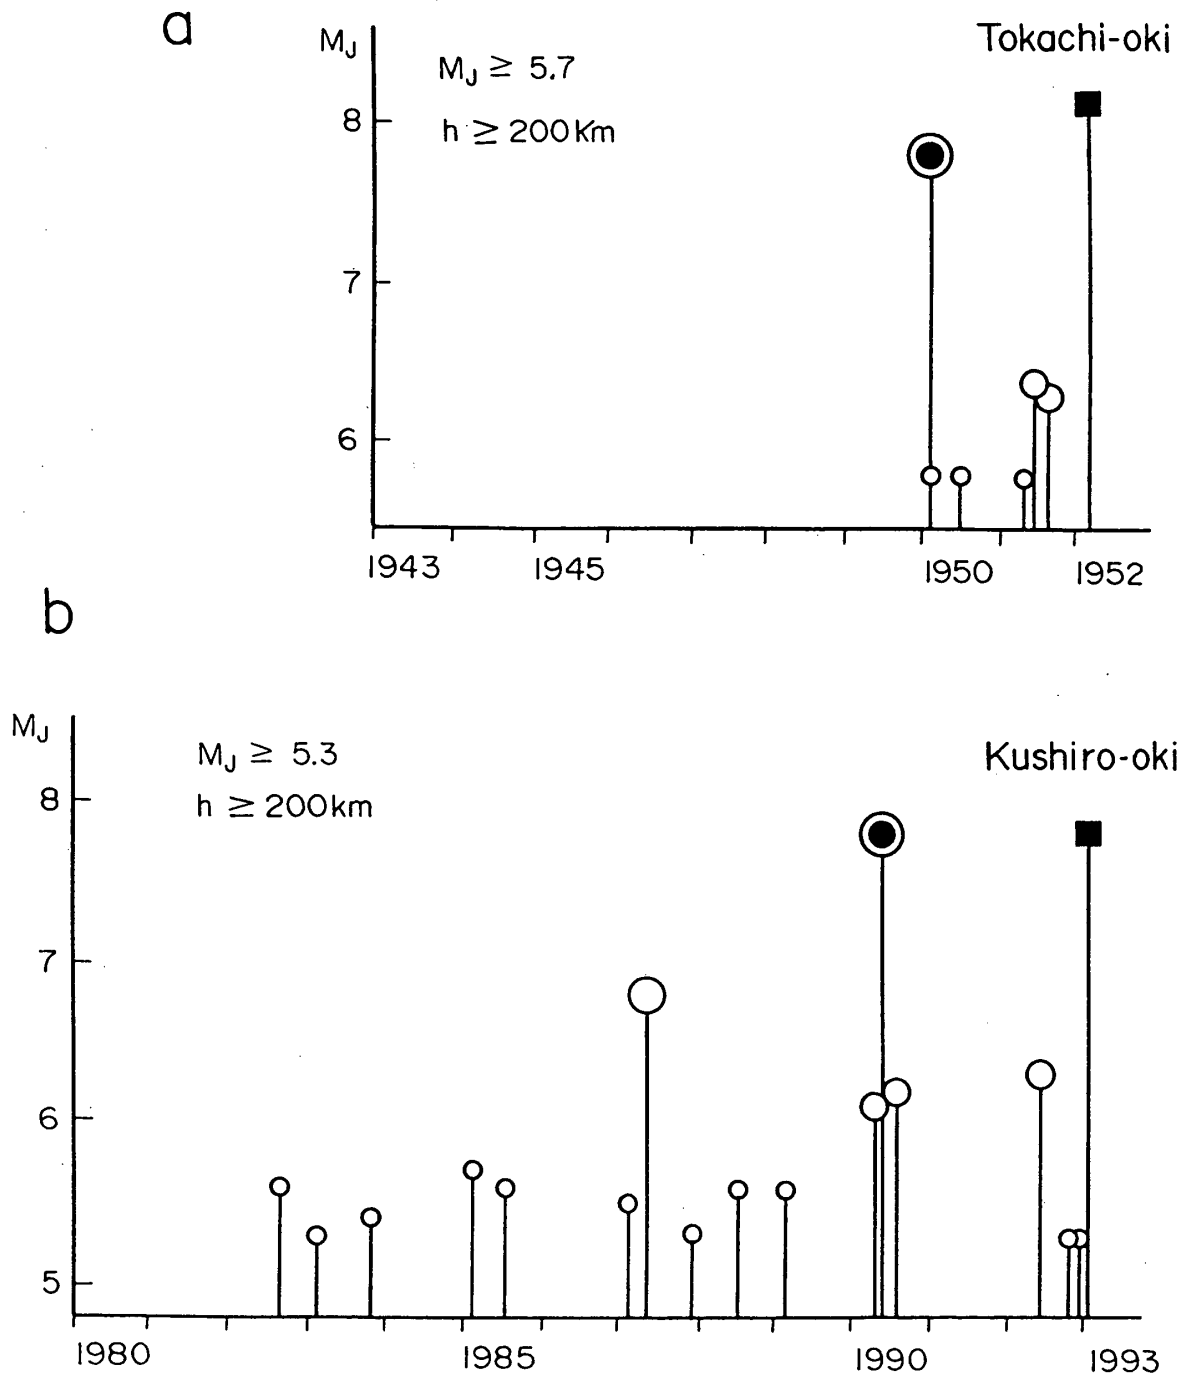 a
MJ
Tokachi-oki
MJ ≥ 5.7
h ≥ 200Km
8
7
6
1943 1945 1950 1952
b
MJ
Kushiro-oki
MJ ≥ 5.3
h ≥ 200km
8
7
6
5
1980 1985 1990 1993